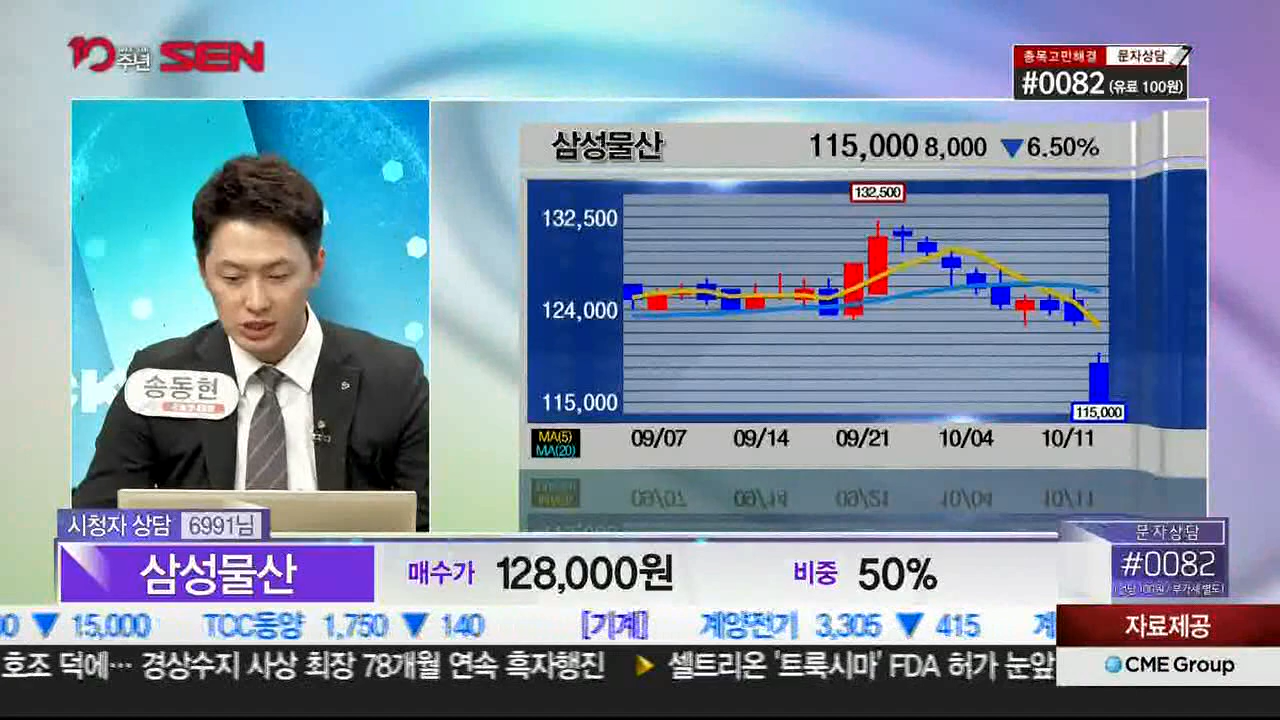 10주년 SEN
종목고민해결 문자상담
#0082 (유료 100원)
삼성물산 115,000 8,000 ▼6.50%
132,500
132,500
124,000
115,000
115,000
MA(5)
MA(20)
09/07 09/14 09/21 10/04 10/11
송동현
시청자 상담 6991님
삼성물산 매수가 128,000원 비중 50%
문자상담
#0082
00 ▼ 15,000 TCC동양 1,750 ▼ 140 [기계] 계양전기 3,305 ▼ 415 계
자료제공
호조 덕에… 경상수지 사상 최장 78개월 연속 흑자행진 ▶ 셀트리온 '트룩시마' FDA 허가 눈앞
CME Group